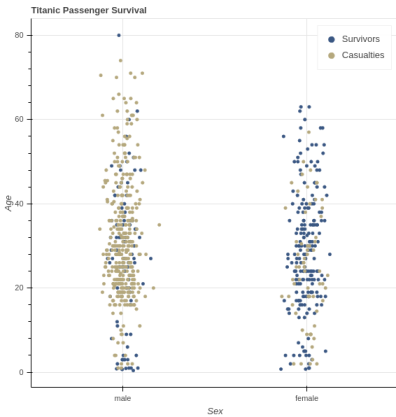 Titanic Passenger Survival
Survivors
Casualties
80
60
40
20
0
Age
male
female
Sex